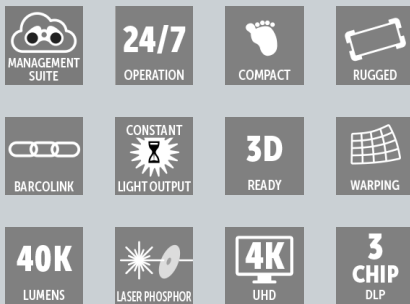 MANAGEMENT
SUITE
24/7
OPERATION
COMPACT
RUGGED
BARCOLINK
CONSTANT
LIGHT OUTPUT
3D
READY
WARPING
40K
LUMENS
LASER PHOSPHOR
4K
UHD
3
CHIP
DLP